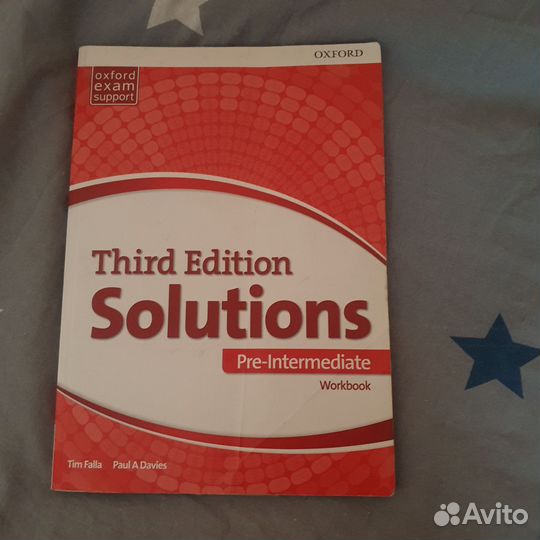 OXFORD
oxford
exam
support
Third Edition
Solutions
Pre-Intermediate
Workbook
Tim Falla Paul A Davies
Avito